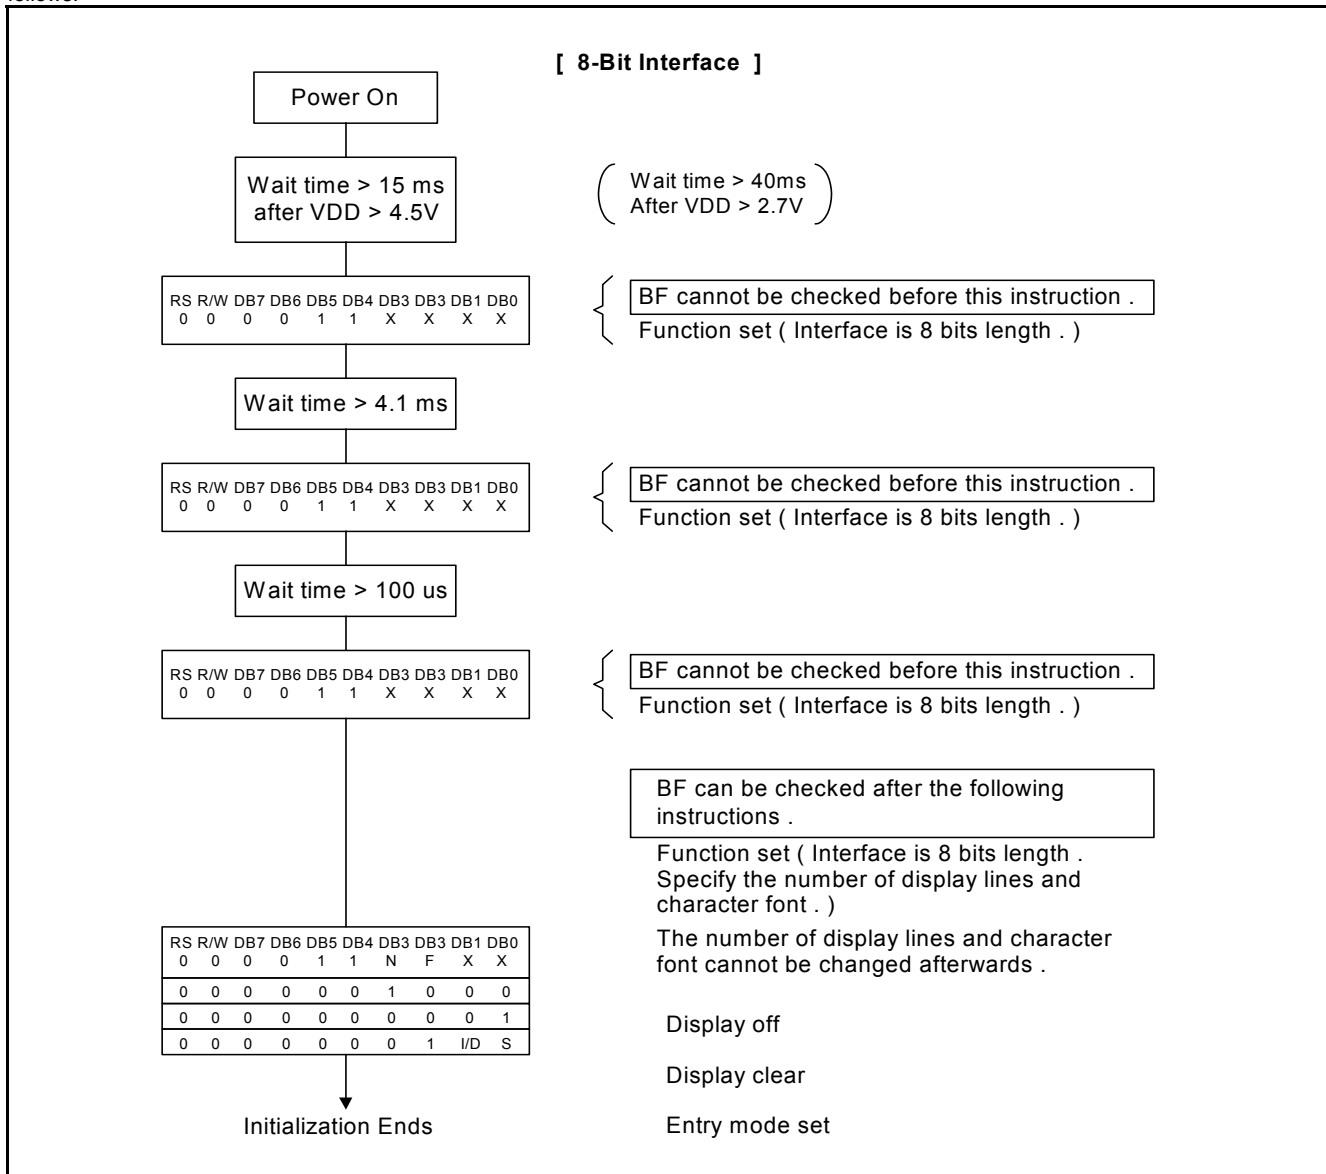 [ 8-Bit Interface ]
Power On
Wait time > 15 ms
after VDD > 4.5V
Wait time > 40ms
After VDD > 2.7V
RS R/W DB7 DB6 DB5 DB4 DB3 DB3 DB1 DB0
0 0 0 0 1 1 X X X X
BF cannot be checked before this instruction .
Function set ( Interface is 8 bits length . )
Wait time > 4.1 ms
RS R/W DB7 DB6 DB5 DB4 DB3 DB3 DB1 DB0
0 0 0 0 1 1 X X X X
BF cannot be checked before this instruction .
Function set ( Interface is 8 bits length . )
Wait time > 100 us
RS R/W DB7 DB6 DB5 DB4 DB3 DB3 DB1 DB0
0 0 0 0 1 1 X X X X
BF cannot be checked before this instruction .
Function set ( Interface is 8 bits length . )
BF can be checked after the following
instructions .
Function set ( Interface is 8 bits length .
Specify the number of display lines and
character font . )
The number of display lines and character
font cannot be changed afterwards .
RS R/W DB7 DB6 DB5 DB4 DB3 DB3 DB1 DB0
0 0 0 0 1 1 N F X X
0 0 0 0 0 0 1 0 0 0
0 0 0 0 0 0 0 0 0 1
0 0 0 0 0 0 0 1 I/D S
Display off
Display clear
Entry mode set
Initialization Ends